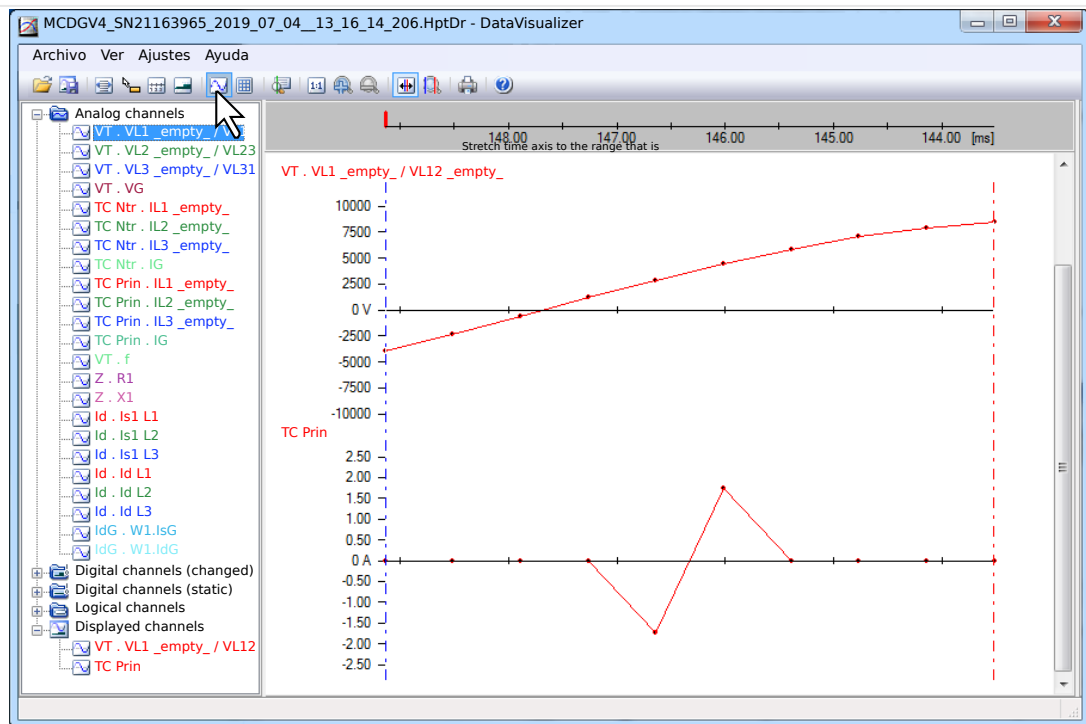 MCDGV4_SN21163965_2019_07_04__13_16_14_206.HptDr - DataVisualizer
Archivo Ver Ajustes Ayuda
1:1
Analog channels
VT . VL1 _empty_ /
VT . VL2 _empty_ / VL23
VT . VL3 _empty_ / VL31
VT . VG
TC Ntr . IL1 _empty_
TC Ntr . IL2 _empty_
TC Ntr . IL3 _empty_
TC Ntr . IG
TC Prin . IL1 _empty_
TC Prin . IL2 _empty_
TC Prin . IL3 _empty_
TC Prin . IG
VT . f
Z . R1
Z . X1
Id . Is1 L1
Id . Is1 L2
Id . Is1 L3
Id . Id L1
Id . Id L2
Id . Id L3
IdG . W1.IsG
IdG . W1.IdG
Digital channels (changed)
Digital channels (static)
Logical channels
Displayed channels
VT . VL1 _empty_ / VL12
TC Prin
148.00 147.00 146.00 145.00 144.00 [ms]
Stretch time axis to the range that is
VT . VL1 _empty_ / VL12 _empty_
10000
7500
5000
2500
0 V
-2500
-5000
-7500
-10000
TC Prin
2.50
2.00
1.50
1.00
0.50
0 A
-0.50
-1.00
-1.50
-2.00
-2.50